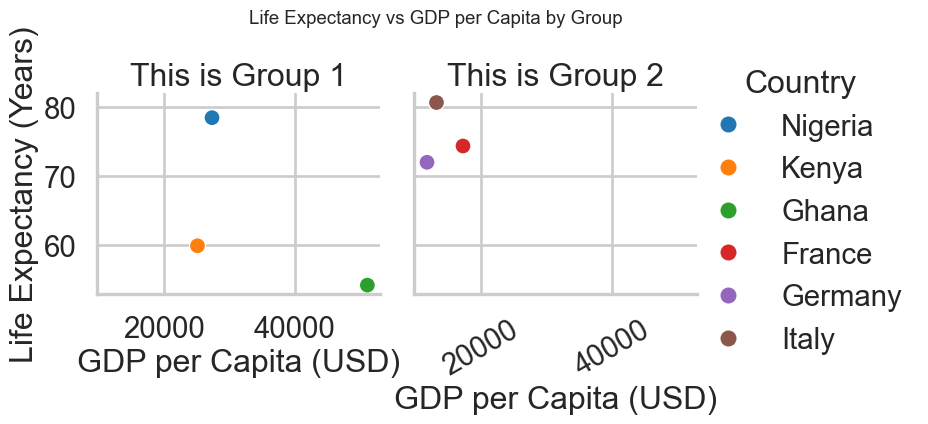 Life Expectancy vs GDP per Capita by Group
This is Group 1
This is Group 2
Life Expectancy (Years)
80
70
60
20000
40000
GDP per Capita (USD)
20000
40000
GDP per Capita (USD)
Country
Nigeria
Kenya
Ghana
France
Germany
Italy